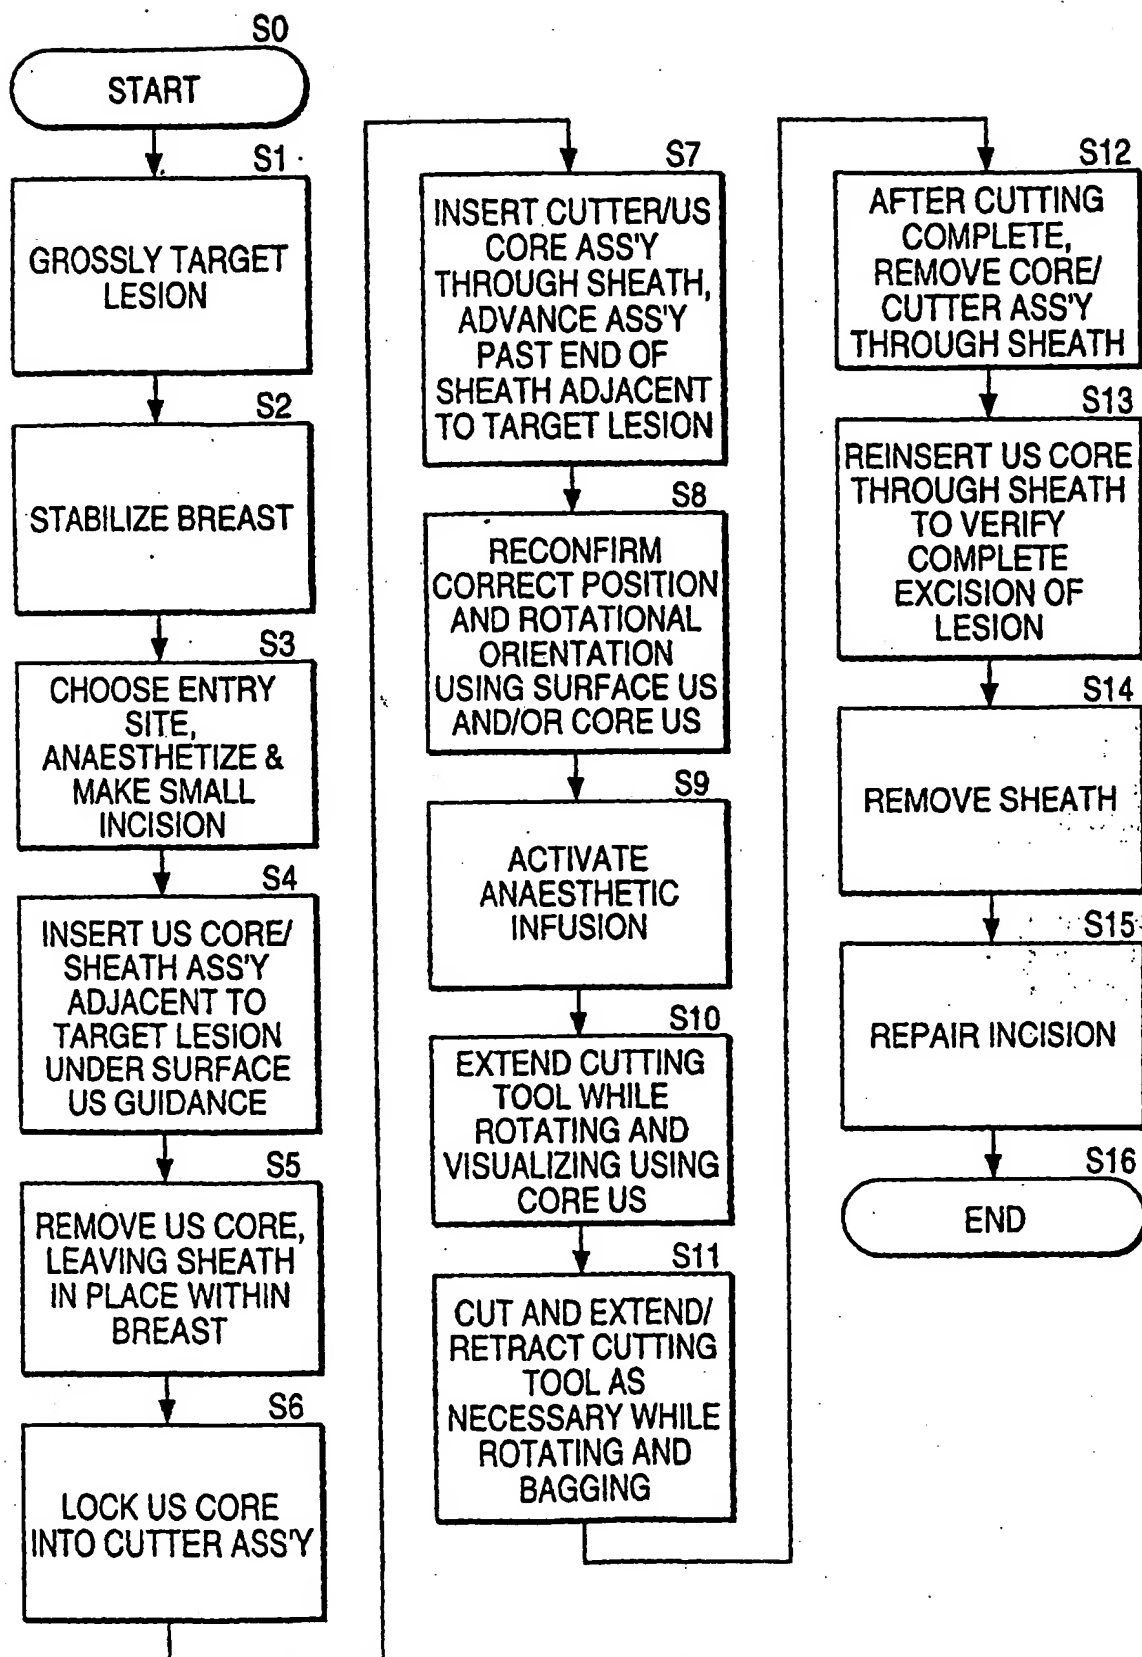 S0
START
S1
GROSSLY TARGET
LESION
S2
STABILIZE BREAST
S3
CHOOSE ENTRY
SITE,
ANAESTHETIZE &
MAKE SMALL
INCISION
S4
INSERT US CORE/
SHEATH ASS'Y
ADJACENT TO
TARGET LESION
UNDER SURFACE
US GUIDANCE
S5
REMOVE US CORE,
LEAVING SHEATH
IN PLACE WITHIN
BREAST
S6
LOCK US CORE
INTO CUTTER ASS'Y
S7
INSERT CUTTER/US
CORE ASS'Y
THROUGH SHEATH,
ADVANCE ASS'Y
PAST END OF
SHEATH ADJACENT
TO TARGET LESION
S8
RECONFIRM
CORRECT POSITION
AND ROTATIONAL
ORIENTATION
USING SURFACE US
AND/OR CORE US
S9
ACTIVATE
ANAESTHETIC
INFUSION
S10
EXTEND CUTTING
TOOL WHILE
ROTATING AND
VISUALIZING USING
CORE US
S11
CUT AND EXTEND/
RETRACT CUTTING
TOOL AS
NECESSARY WHILE
ROTATING AND
BAGGING
S12
AFTER CUTTING
COMPLETE,
REMOVE CORE/
CUTTER ASS'Y
THROUGH SHEATH
S13
REINSERT US CORE
THROUGH SHEATH
TO VERIFY
COMPLETE
EXCISION OF
LESION
S14
REMOVE SHEATH
S15
REPAIR INCISION
S16
END